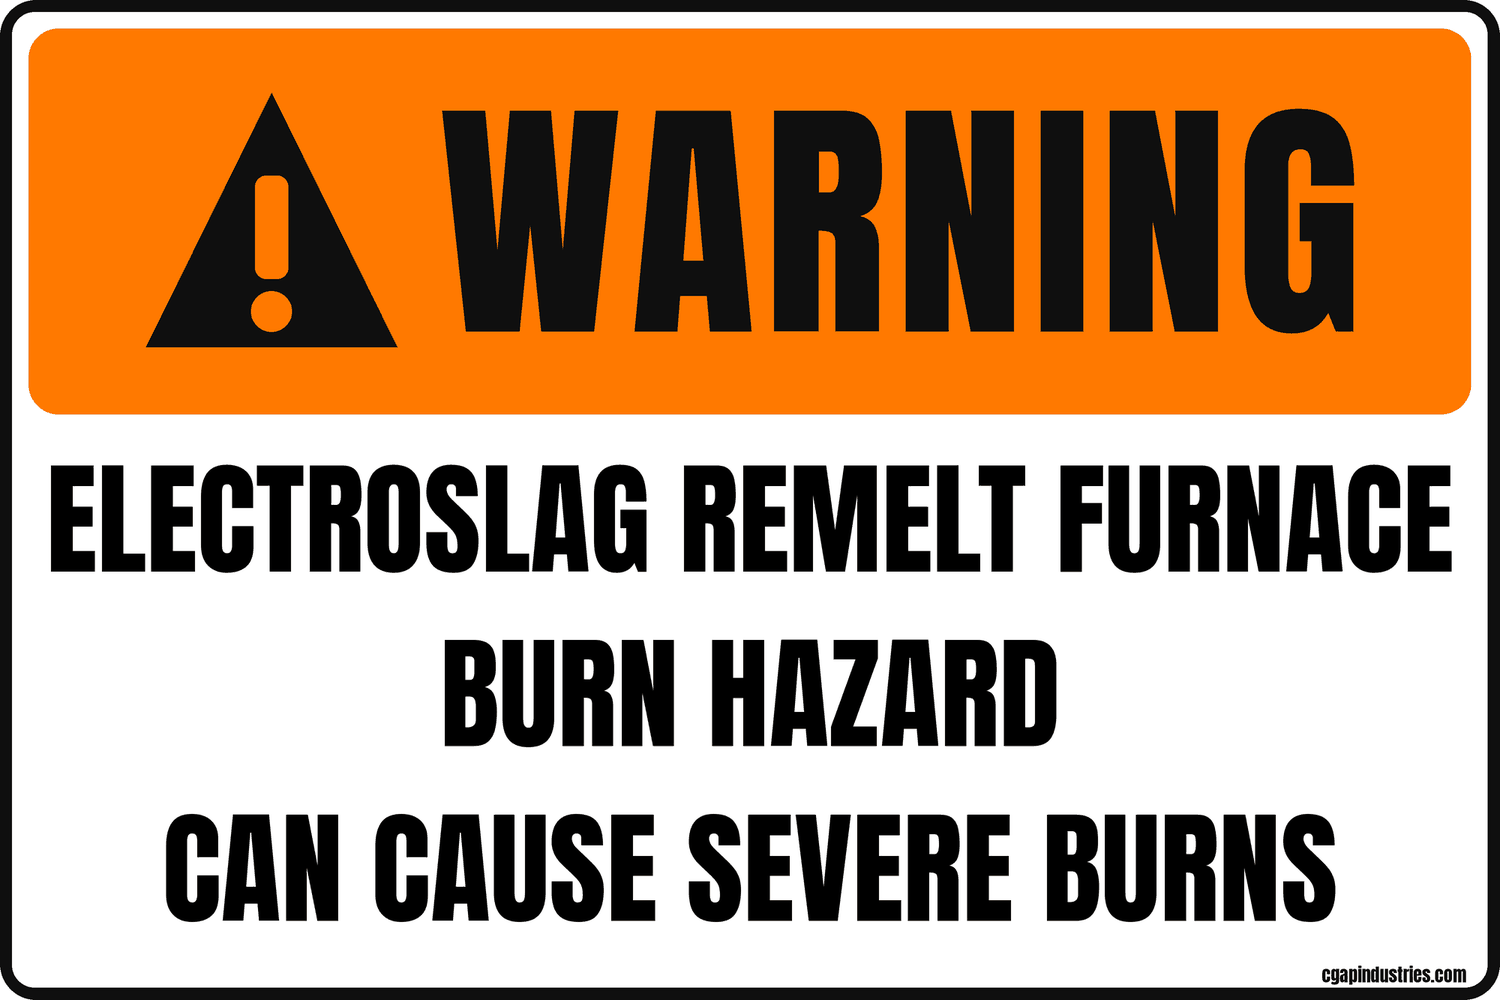 WARNING
ELECTROSLAG REMELT FURNACE
BURN HAZARD
CAN CAUSE SEVERE BURNS
cgapindustries.com